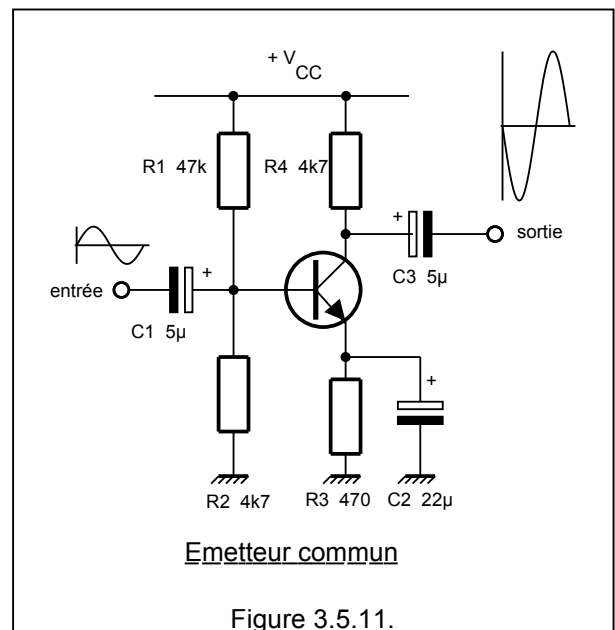 + V
CC
R1 47k
R4 4k7
+
sortie
C3 5µ
entrée
+
C1 5µ
+
R2 4k7
R3 470
C2 22µ
Emetteur commun
Figure 3.5.11.